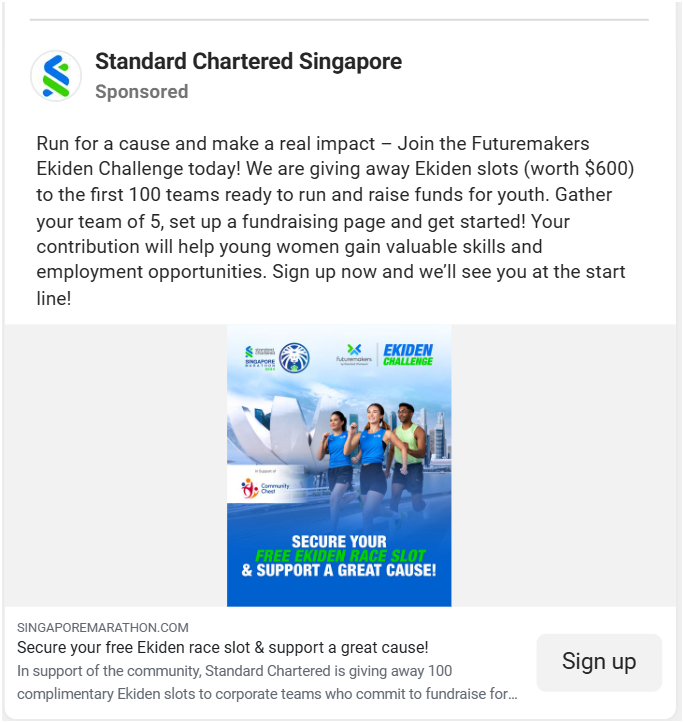 Standard Chartered Singapore
Sponsored
Run for a cause and make a real impact – Join the Futuremakers
Ekiden Challenge today! We are giving away Ekiden slots (worth $600)
to the first 100 teams ready to run and raise funds for youth. Gather
your team of 5, set up a fundraising page and get started! Your
contribution will help young women gain valuable skills and
employment opportunities. Sign up now and we’ll see you at the start
line!
standard chartered
SINGAPORE
MARATHON
Futuremakers
EKIDEN
CHALLENGE
In Support of
Community
Chest
SECURE YOUR
FREE EKIDEN RACE SLOT
& SUPPORT A GREAT CAUSE!
SINGAPOREMARATHON.COM
Secure your free Ekiden race slot & support a great cause!
In support of the community, Standard Chartered is giving away 100
complimentary Ekiden slots to corporate teams who commit to fundraise for...
Sign up